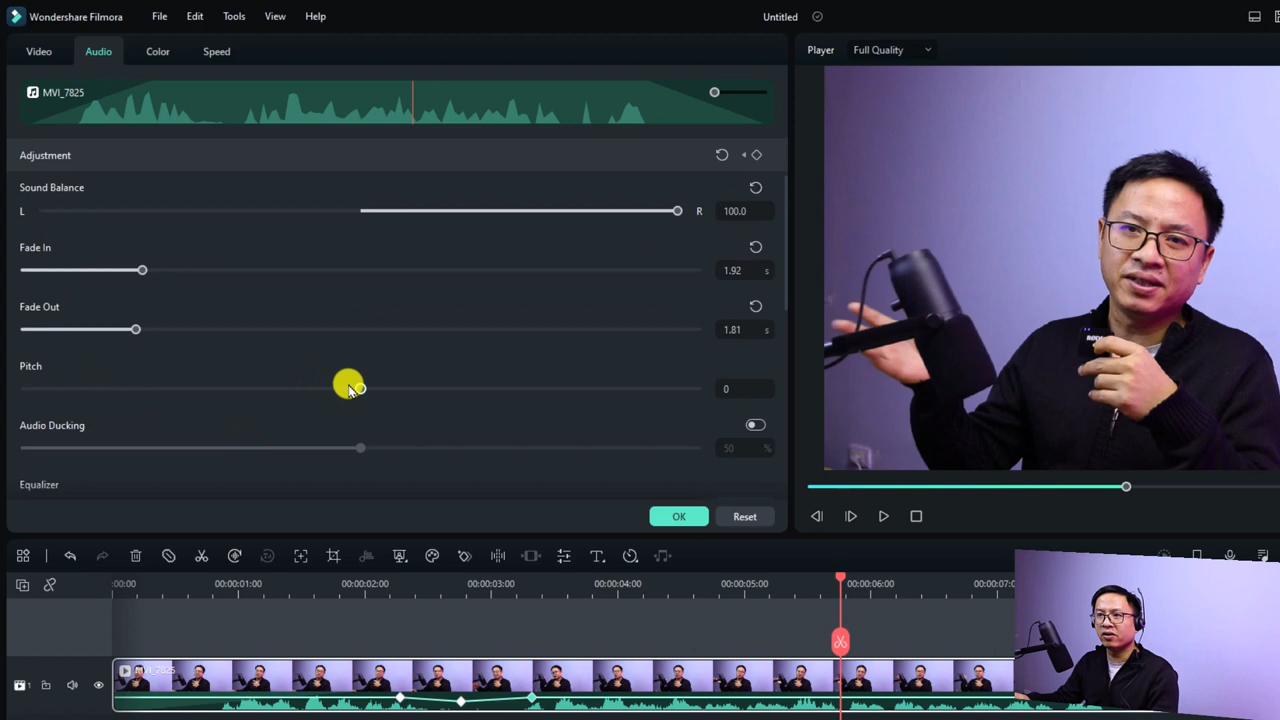 Wondershare Filmora File Edit Tools View Help Untitled
Video Audio Color Speed
Player Full Quality
MVI_7825
Adjustment
Sound Balance
L R 100.0
Fade In
1.92 s
Fade Out
1.81 s
Pitch
0
Audio Ducking
50 %
Equalizer
OK Reset
:00:00 00:00:01:00 00:00:02:00 00:00:03:00 00:00:04:00 00:00:05:00 00:00:06:00 00:00:07:0
MVI_7825
1